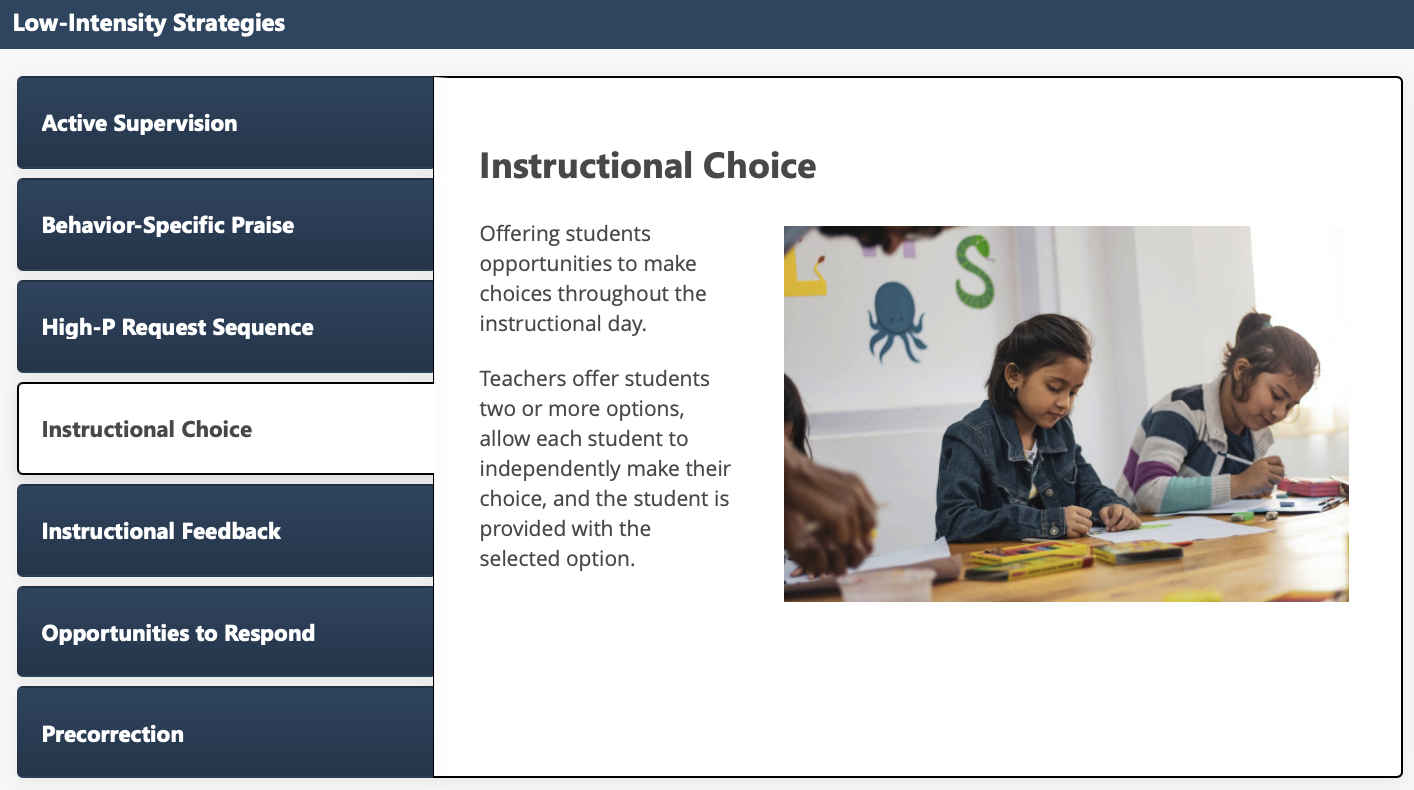 Low-Intensity Strategies
Active Supervision
Behavior-Specific Praise
High-P Request Sequence
Instructional Choice
Instructional Feedback
Opportunities to Respond
Precorrection
Instructional Choice
Offering students
opportunities to make
choices throughout the
instructional day.
Teachers offer students
two or more options,
allow each student to
independently make their
choice, and the student is
provided with the
selected option.